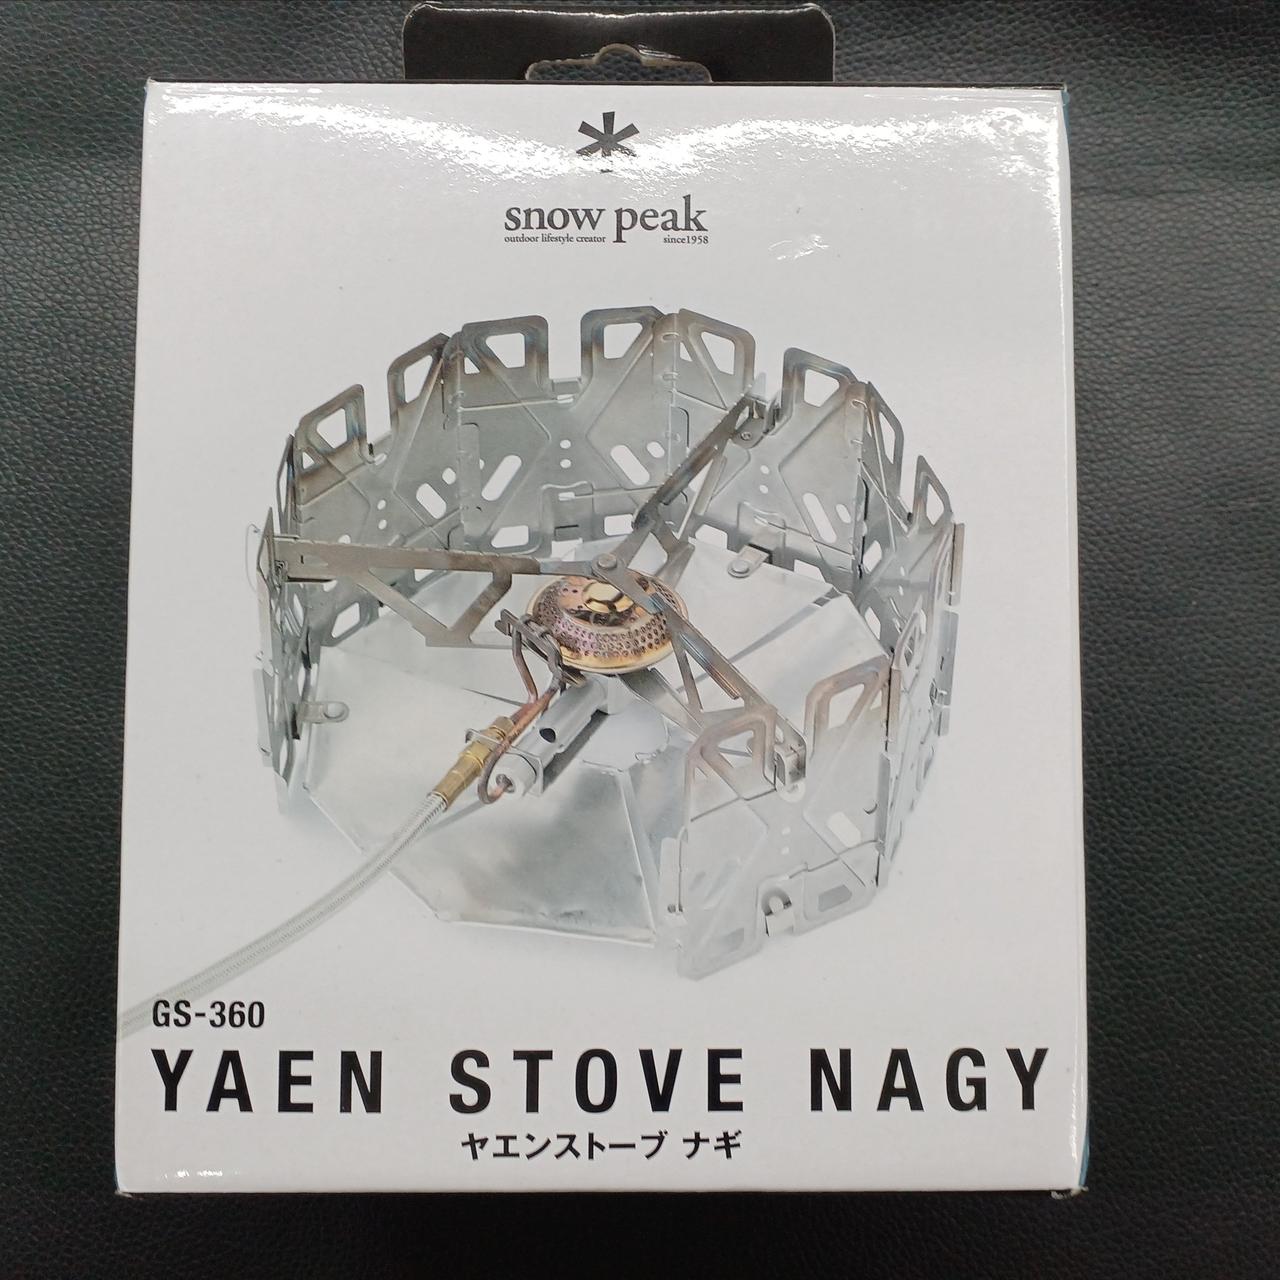 snow peak
outdoor lifestyle creator since1958
GS-360
YAEN STOVE NAGY
ヤエンストーブ ナギ